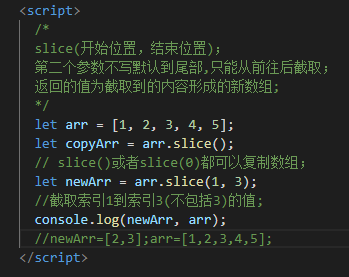 <script>
/*
slice(开始位置，结束位置);
第二个参数不写默认到尾部,只能从前往后截取;
返回的值为截取到的内容形成的新数组;
*/
let arr = [1, 2, 3, 4, 5];
let copyArr = arr.slice();
// slice()或者slice(0)都可以复制数组;
let newArr = arr.slice(1, 3);
//截取索引1到索引3(不包括3)的值;
console.log(newArr, arr);
//newArr=[2,3];arr=[1,2,3,4,5];
</script>